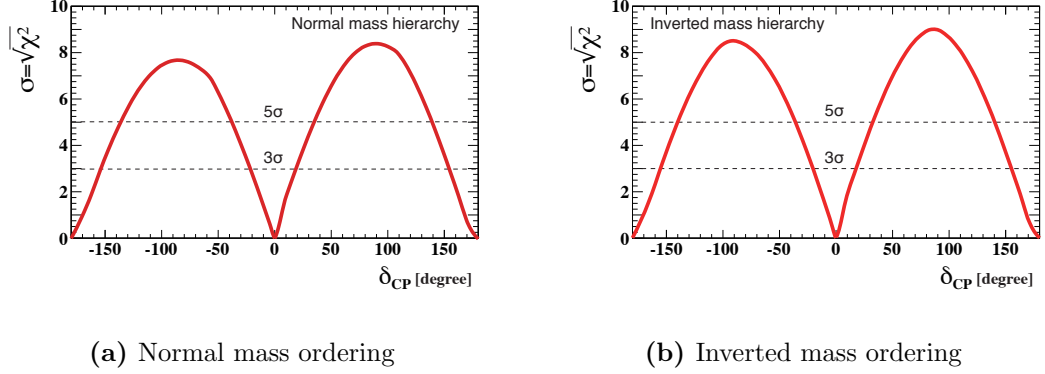 Normal mass hierarchy
σ=√χ²
10
8
6
4
2
0
5σ
3σ
-150 -100 -50 0 50 100 150
δCP [degree]
(a) Normal mass ordering
Inverted mass hierarchy
σ=√χ²
10
8
6
4
2
0
5σ
3σ
-150 -100 -50 0 50 100 150
δCP [degree]
(b) Inverted mass ordering